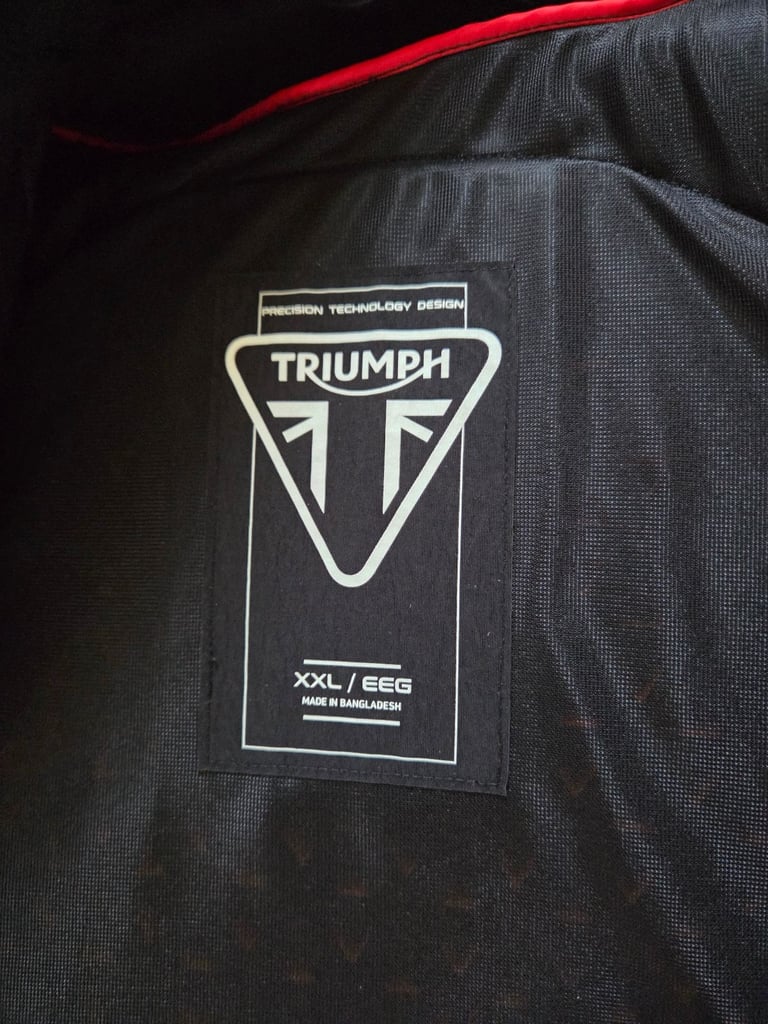 PRECISION TECHNOLOGY DESIGN
TRIUMPH
XXL / EEG
MADE IN BANGLADESH